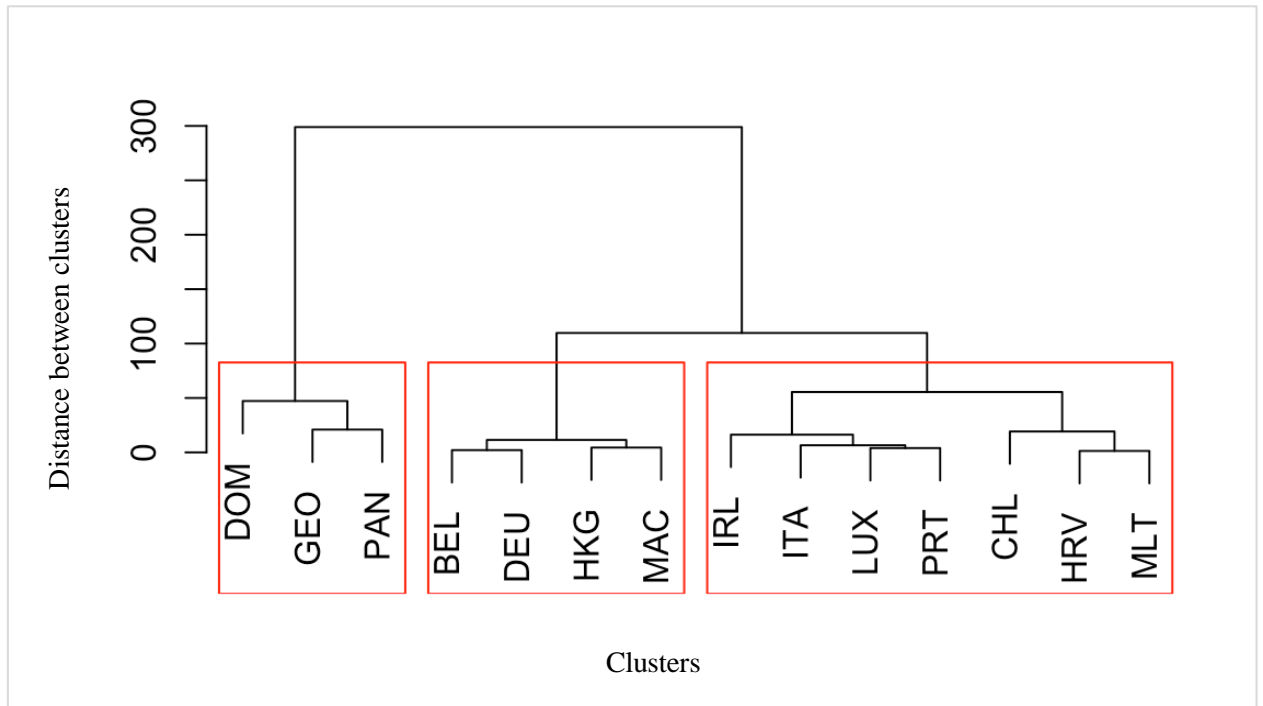 Distance between clusters
300
200
100
0
DOM
GEO
PAN
BEL
DEU
HKG
MAC
IRL
ITA
LUX
PRT
CHL
HRV
MLT
Clusters